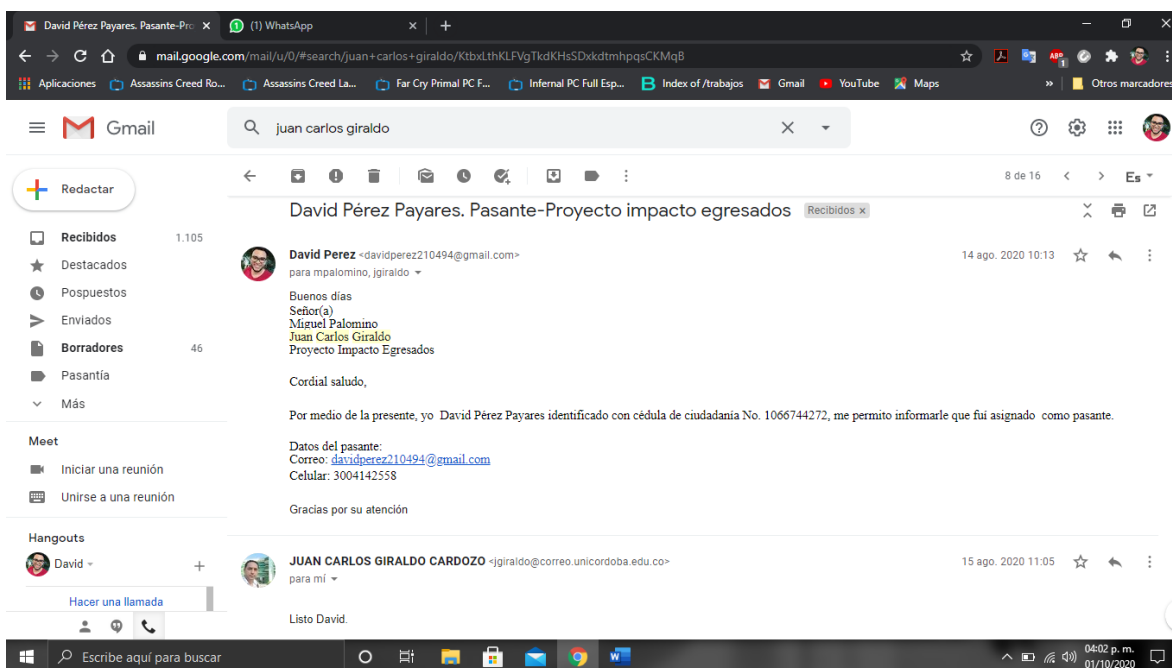 David Pérez Payares. Pasante-Pro
(1) WhatsApp
mail.google.com/mail/u/0/#search/juan+carlos+giraldo/KtbxLthKLFVgTkdKHsSDxkdtmhpqsCKMqB
Aplicaciones
Assassins Creed Ro...
Assassins Creed La...
Far Cry Primal PC F...
Infernal PC Full Esp...
Index of /trabajos
Gmail
YouTube
Maps
»
Otros marcadores
Gmail
juan carlos giraldo
Redactar
8 de 16
Es
David Pérez Payares. Pasante-Proyecto impacto egresados Recibidos x
Recibidos 1.105
Destacados
Pospuestos
Enviados
Borradores 46
Pasantía
Más
Meet
Iniciar una reunión
Unirse a una reunión
Hangouts
David
Hacer una llamada
David Perez <davidperez210494@gmail.com> 14 ago. 2020 10:13
para mpalomino, jgiraldo
Buenos días
Señor(a)
Miguel Palomino
Juan Carlos Giraldo
Proyecto Impacto Egresados
Cordial saludo,
Por medio de la presente, yo David Pérez Payares identificado con cédula de ciudadanía No. 1066744272, me permito informarle que fuí asignado como pasante.
Datos del pasante:
Correo: davidperez210494@gmail.com
Celular: 3004142558
Gracias por su atención
JUAN CARLOS GIRALDO CARDOZO <jgiraldo@correo.unicordoba.edu.co> 15 ago. 2020 11:05
para mí
Listo David.
Escribe aquí para buscar
04:02 p. m.
01/10/2020